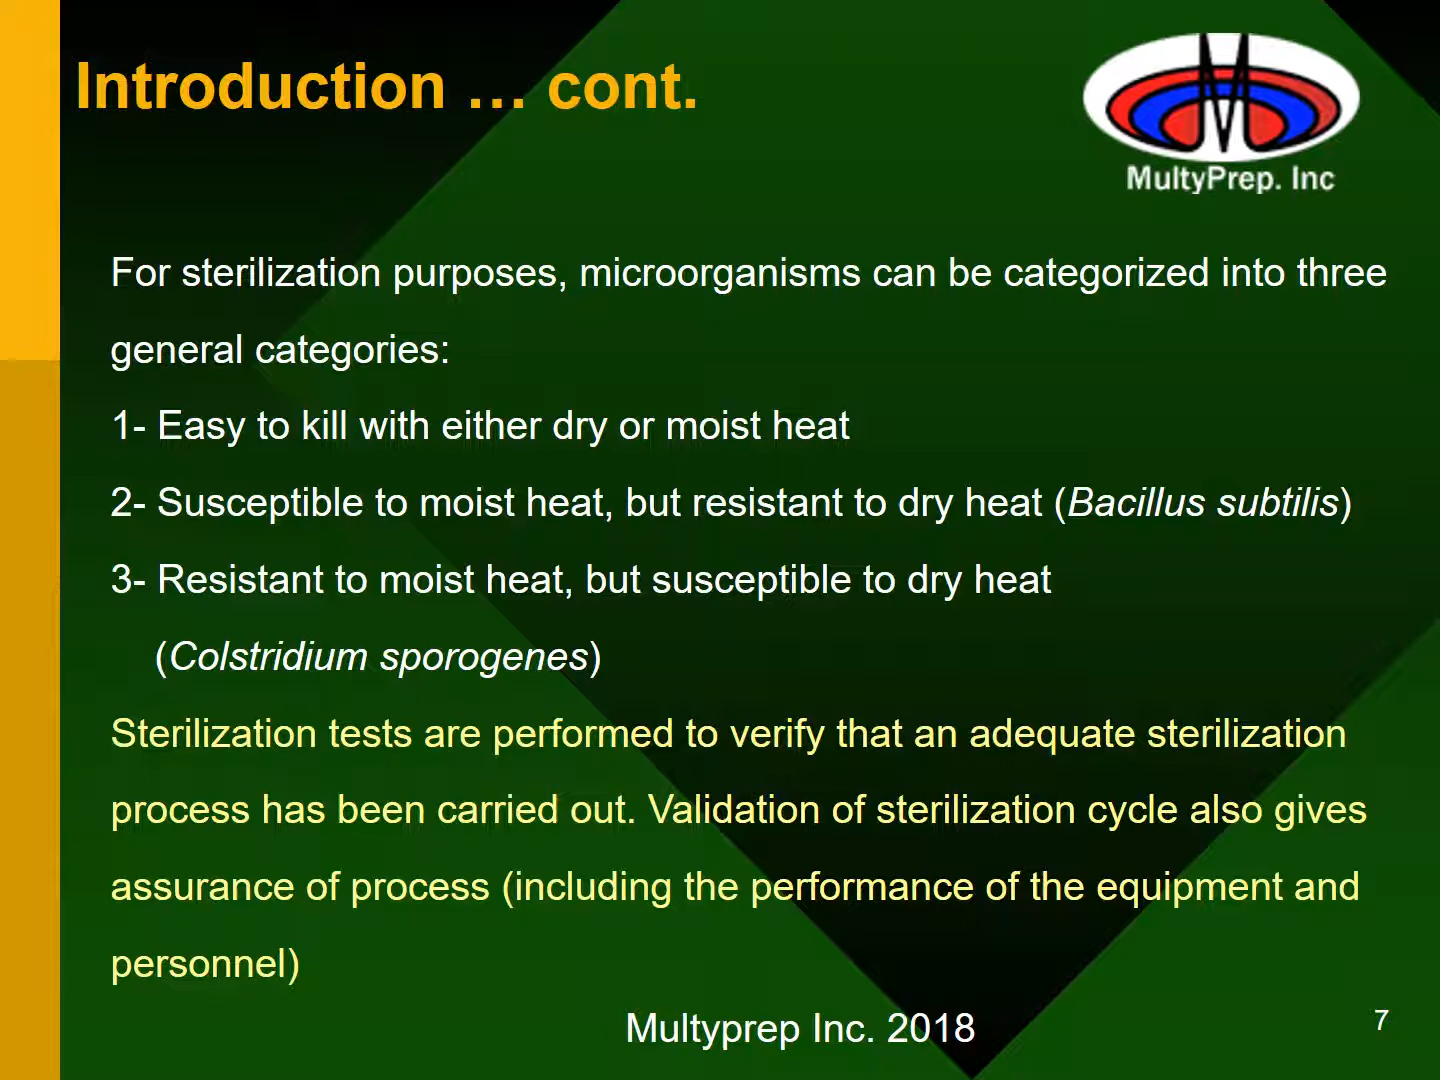 Introduction … cont.
MultyPrep. Inc
For sterilization purposes, microorganisms can be categorized into three
general categories:
1- Easy to kill with either dry or moist heat
2- Susceptible to moist heat, but resistant to dry heat (Bacillus subtilis)
3- Resistant to moist heat, but susceptible to dry heat
(Colstridium sporogenes)
Sterilization tests are performed to verify that an adequate sterilization
process has been carried out. Validation of sterilization cycle also gives
assurance of process (including the performance of the equipment and
personnel)
Multyprep Inc. 2018
7